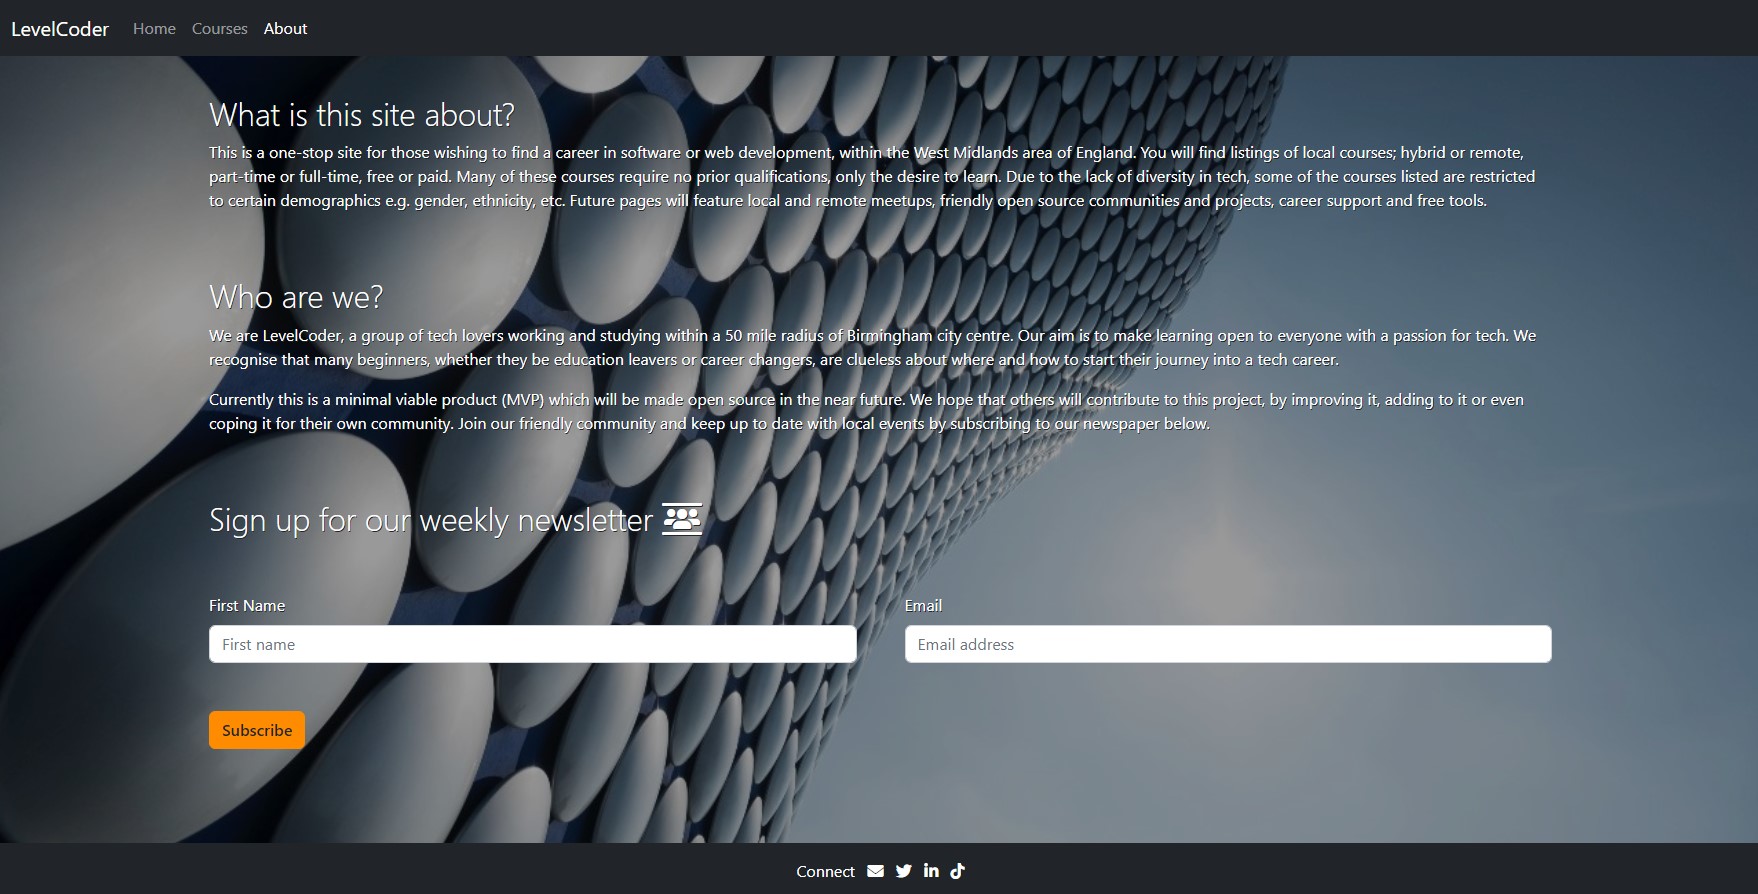 LevelCoder Home Courses About
What is this site about?
This is a one-stop site for those wishing to find a career in software or web development, within the West Midlands area of England. You will find listings of local courses; hybrid or remote,
part-time or full-time, free or paid. Many of these courses require no prior qualifications, only the desire to learn. Due to the lack of diversity in tech, some of the courses listed are restricted
to certain demographics e.g. gender, ethnicity, etc. Future pages will feature local and remote meetups, friendly open source communities and projects, career support and free tools.
Who are we?
We are LevelCoder, a group of tech lovers working and studying within a 50 mile radius of Birmingham city centre. Our aim is to make learning open to everyone with a passion for tech. We
recognise that many beginners, whether they be education leavers or career changers, are clueless about where and how to start their journey into a tech career.
Currently this is a minimal viable product (MVP) which will be made open source in the near future. We hope that others will contribute to this project, by improving it, adding to it or even
coping it for their own community. Join our friendly community and keep up to date with local events by subscribing to our newspaper below.
Sign up for our weekly newsletter
First Name Email
First name Email address
Subscribe
Connect